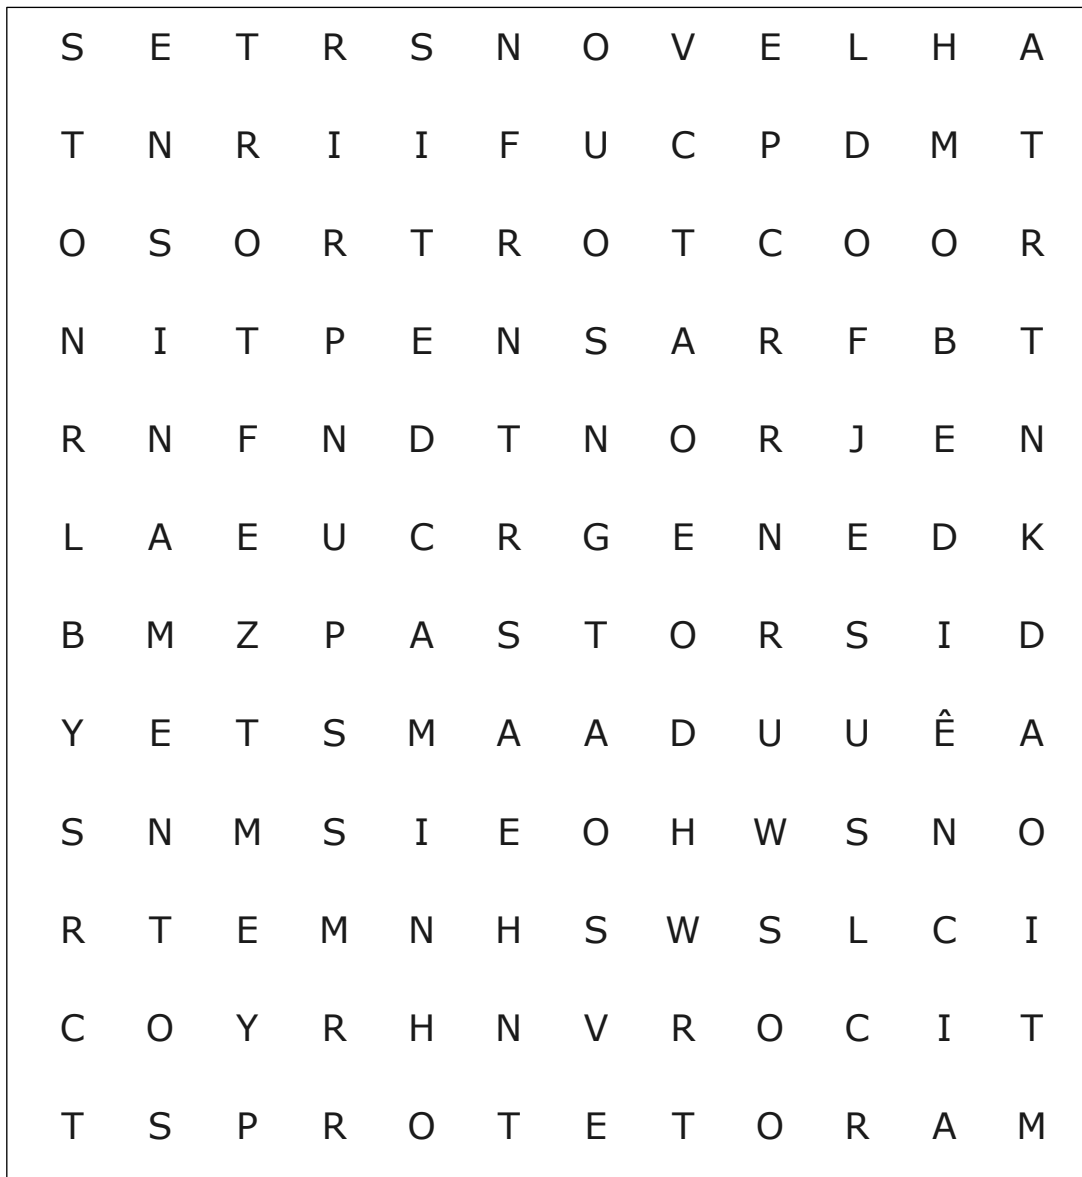 S E T R S N O V E L H A
T N R I I F U C P D M T
O S O R T R O T C O O R
N I T P E N S A R F B T
R N F N D T N O R J E N
L A E U C R G E N E D K
B M Z P A S T O R S I D
Y E T S M A A D U U Ê A
S N M S I E O H W S N O
R T E M N H S W S L C I
C O Y R H N V R O C I T
T S P R O T E T O R A M